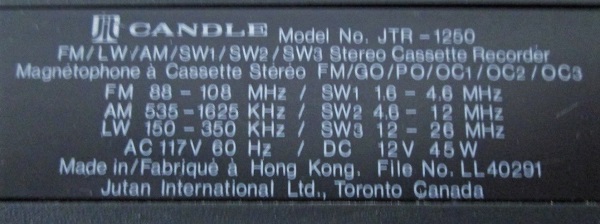 JIL CANDLE Model No. JTR-1250
FM/LW/AM/SW1/SW2/SW3 Stereo Cassette Recorder
Magnétophone à Cassette Stéréo FM/GO/PO/OC1/OC2/OC3
FM 88-108 MHz / SW1 1.6-4.6 MHz
AM 535-1625 KHz / SW2 4.6-12 MHz
LW 150-350 KHz / SW3 12-26 MHz
AC 117V 60 Hz / DC 12V 45W
Made in/Fabriqué à Hong Kong. File No. LL40291
Jutan International Ltd., Toronto Canada